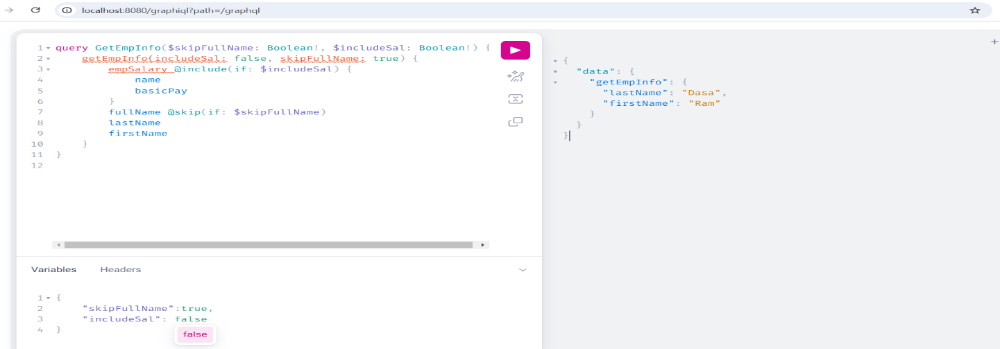 localhost:8080/graphiql?path=/graphql
1 query GetEmpInfo($skipFullName: Boolean!, $includeSal: Boolean!) {
2 getEmpInfo(includeSal: false, skipFullName: true) {
3 empSalary @include(if: $includeSal) {
4 name
5 basicPay
6 }
7 fullName @skip(if: $skipFullName)
8 lastName
9 firstName
10 }
11 }
12
Variables Headers
1 {
2 "skipFullName":true,
3 "includeSal": false
4 }
false
{
"data": {
"getEmpInfo": {
"lastName": "Dasa",
"firstName": "Ram"
}
}
}